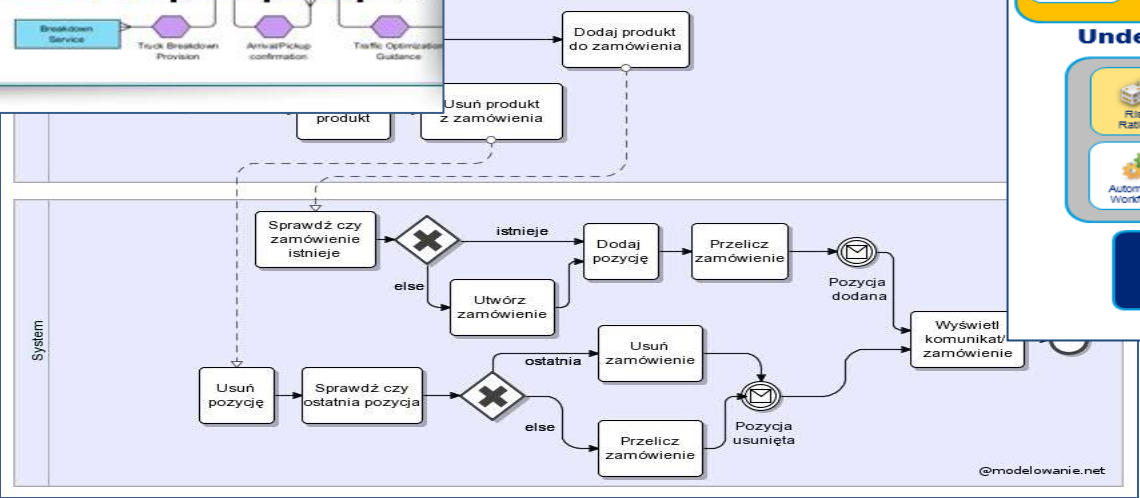 Breakdown
Service
Truck Breakdown
Provision
Arrival/Pickup
confirmation
Traffic Optimization
Guidance
Dodaj produkt
do zamówienia
Usuń produkt
z zamówienia
produkt
Unde
Autom
Workf
System
Sprawdź czy
zamówienie
istnieje
istnieje
else
Utwórz
zamówienie
Dodaj
pozycję
Przelicz
zamówienie
Pozycja
dodana
Wyświetl
komunikat/
zamówienie
Usuń
pozycję
Sprawdź czy
ostatnia pozycja
ostatnia
else
Usuń
zamówienie
Przelicz
zamówienie
Pozycja
usunięta
@modelowanie.net